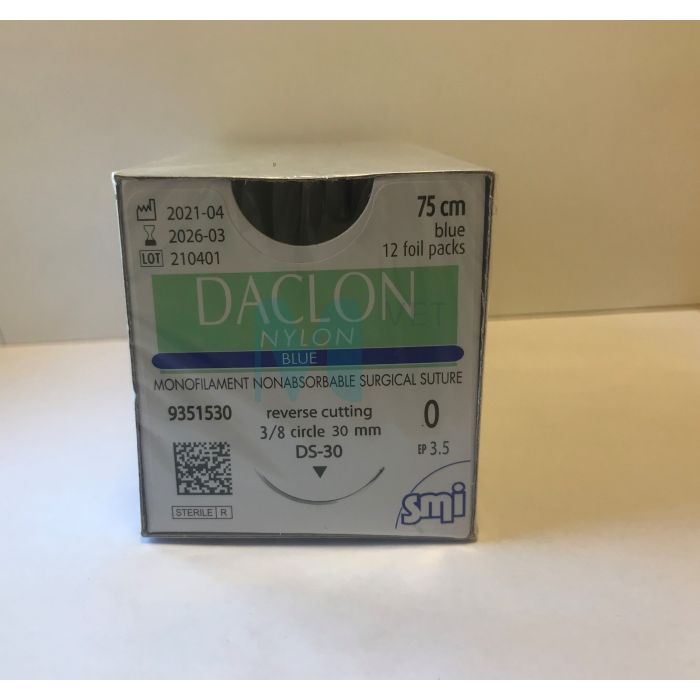 2021-04
2026-03
LOT 210401
75 cm
blue
12 foil packs
DACLON
NYLON
VET
BLUE
MONOFILAMENT NONABSORBABLE SURGICAL SUTURE
9351530
reverse cutting
3/8 circle 30 mm
DS-30
0
EP 3.5
STERILE R
smi